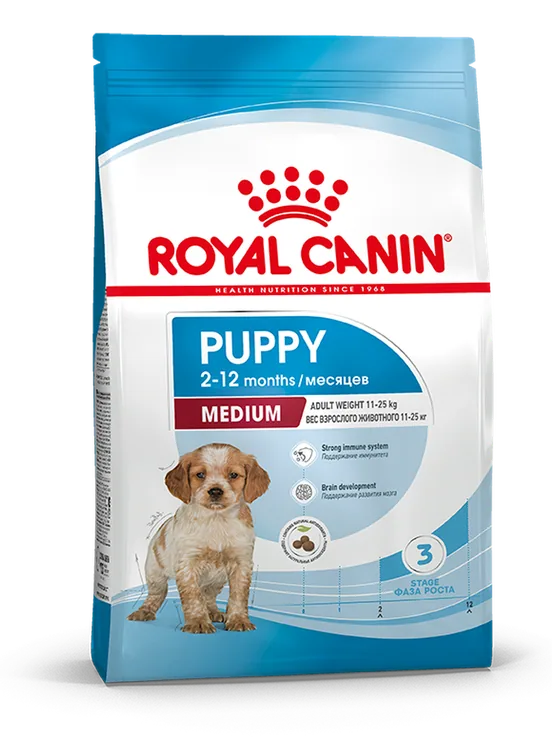 ROYAL CANIN®
HEALTH NUTRITION SINCE 1968
PUPPY
2-12 months/месяцев
MEDIUM
ADULT WEIGHT 11-25 kg
ВЕС ВЗРОСЛОГО ЖИВОТНОГО 11-25 кг
Strong immune system
Поддержание иммунитета
Brain development
Поддержание развития мозга
3
STAGE
ФАЗА РОСТА
1
2
12